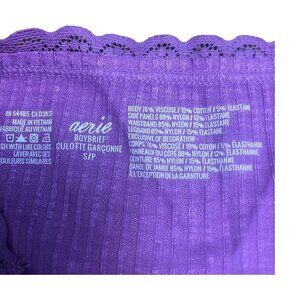 RN 54485 CA 03813
MADE IN VIETNAM
FABRIQUÉ AU VIETNAM
WASH WITH LIKE COLORS
LAVER AVEC DES
COULEURS SIMILAIRES
aerie
BOYBRIEF
CULOTTE GARÇONNE
S/P
BODY 76% VISCOSE / 19% COTTON / 5% ELASTANE
SIDE PANELS 88% NYLON / 12% ELASTANE
WAISTBAND 85% NYLON / 15% ELASTANE
LEGBAND 85% NYLON / 15% ELASTANE
EXCLUSIVE OF DECORATION
CORPS 76% VISCOSE / 19% COTON / 5% ÉLASTHANNE
PANNEAUX DU CÔTÉ 88% NYLON / 12% ÉLASTHANNE
CEINTURE 85% NYLON / 15% ÉLASTHANNE
BANDE DE JAMBE 85% NYLON / 15% ÉLASTHANNE
À L'EXCEPTION DE LA GARNITURE